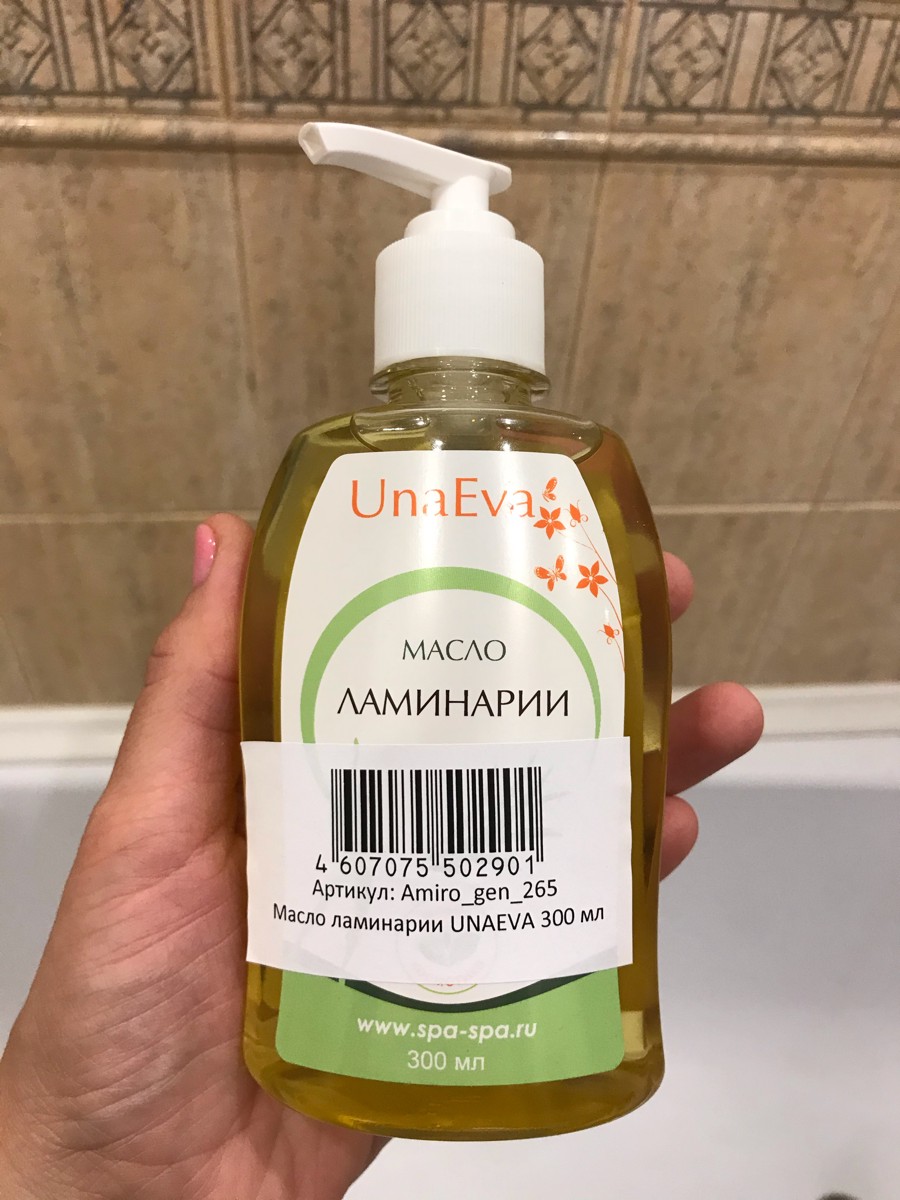 UnaEva
МАСЛО
ЛАМИНАРИИ
4 607075 502901
Артикул: Amiro_gen_265
Масло ламинарии UNAEVA 300 мл
www.spa-spa.ru
300 мл